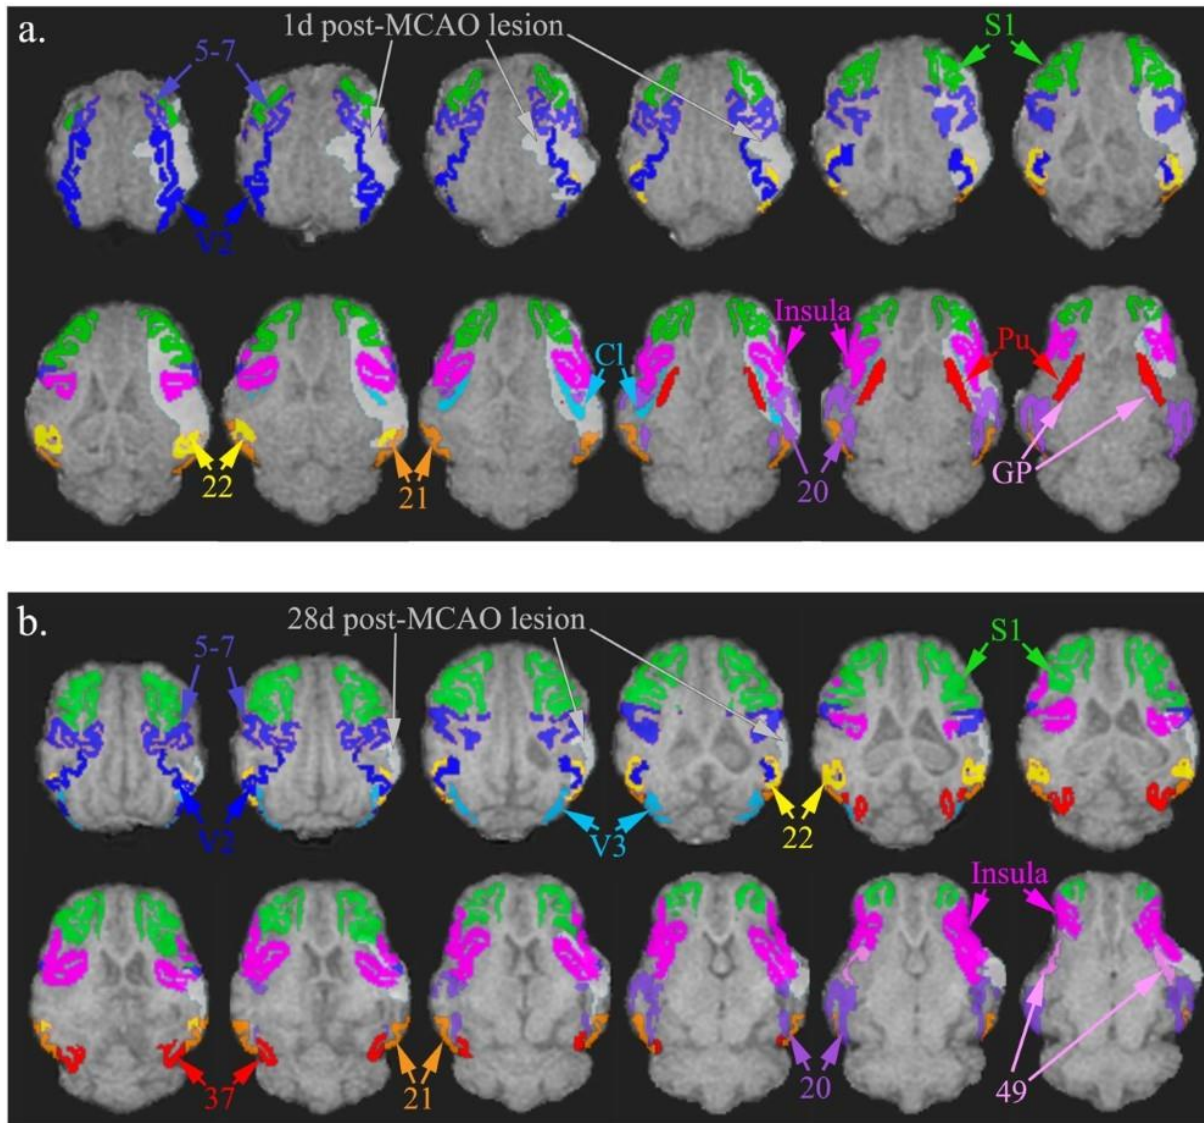 a.
1d post-MCAO lesion
5-7
S1
V2
Insula
Cl
Pu
22
21
20
GP
b.
28d post-MCAO lesion
5-7
S1
V2
V3
22
Insula
37
21
20
49